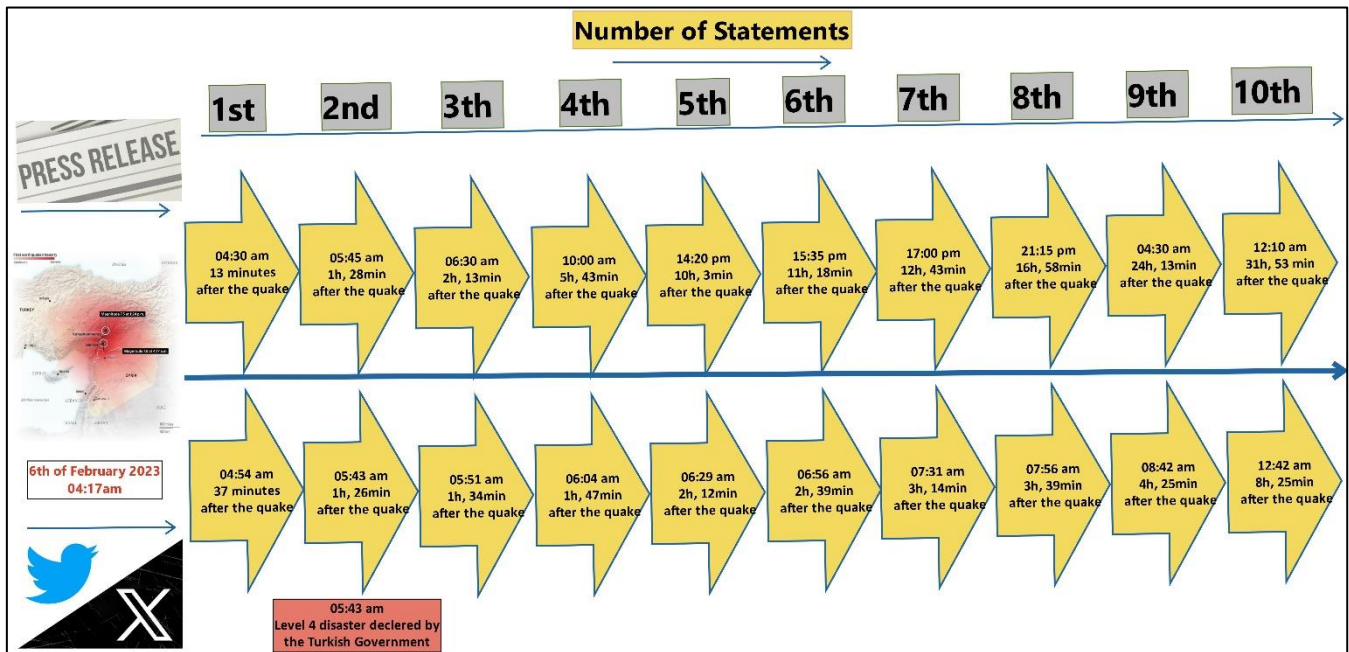 Number of Statements
1st
2nd
3th
4th
5th
6th
7th
8th
9th
10th
PRESS RELEASE
04:30 am
13 minutes
after the quake
05:45 am
1h, 28min
after the quake
06:30 am
2h, 13min
after the quake
10:00 am
5h, 43min
after the quake
14:20 pm
10h, 3min
after the quake
15:35 pm
11h, 18min
after the quake
17:00 pm
12h, 43min
after the quake
21:15 pm
16h, 58min
after the quake
04:30 am
24h, 13min
after the quake
12:10 am
31h, 53 min
after the quake
TURKEY
SYRIA
6th of February 2023
04:17am
04:54 am
37 minutes
after the quake
05:43 am
1h, 26min
after the quake
05:51 am
1h, 34min
after the quake
06:04 am
1h, 47min
after the quake
06:29 am
2h, 12min
after the quake
06:56 am
2h, 39min
after the quake
07:31 am
3h, 14min
after the quake
07:56 am
3h, 39min
after the quake
08:42 am
4h, 25min
after the quake
12:42 am
8h, 25min
after the quake
05:43 am
Level 4 disaster declered by
the Turkish Government